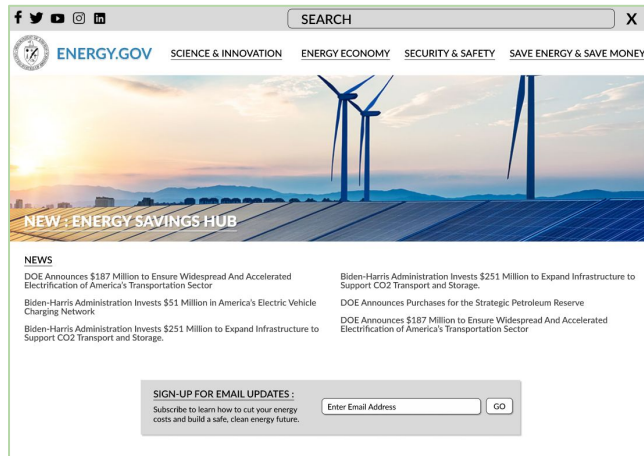 SEARCH
X
ENERGY.GOV
SCIENCE & INNOVATION
ENERGY ECONOMY
SECURITY & SAFETY
SAVE ENERGY & SAVE MONEY
NEW : ENERGY SAVINGS HUB
NEWS
DOE Announces $187 Million to Ensure Widespread And Accelerated
Electrification of America's Transportation Sector
Biden-Harris Administration Invests $51 Million in America's Electric Vehicle
Charging Network
Biden-Harris Administration Invests $251 Million to Expand Infrastructure to
Support CO2 Transport and Storage.
Biden-Harris Administration Invests $251 Million to Expand Infrastructure to
Support CO2 Transport and Storage.
DOE Announces Purchases for the Strategic Petroleum Reserve
DOE Announces $187 Million to Ensure Widespread And Accelerated
Electrification of America's Transportation Sector
SIGN-UP FOR EMAIL UPDATES :
Subscribe to learn how to cut your energy
costs and build a safe, clean energy future.
Enter Email Address
GO